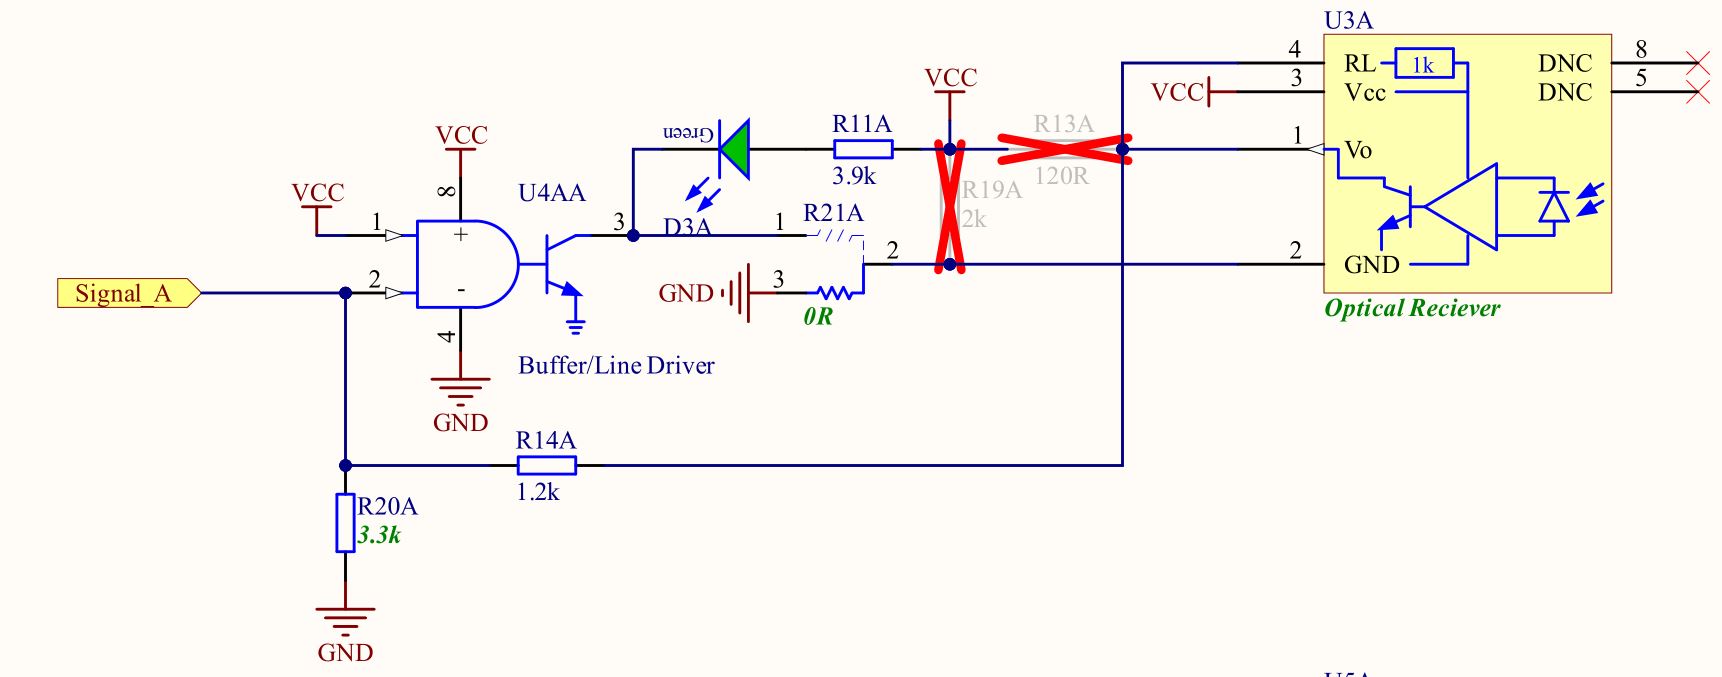 U3A
4
RL
1k
DNC
8
VCC
VCC
3
Vcc
DNC
5
Green
R11A
R13A
VCC
1
Vo
3.9k
120R
VCC
8
U4AA
R19A
2k
1
+
3
D3A
1
R21A
2
2
GND
Signal_A
2
-
GND
3
0R
Optical Reciever
4
Buffer/Line Driver
GND
R14A
1.2k
R20A
3.3k
GND